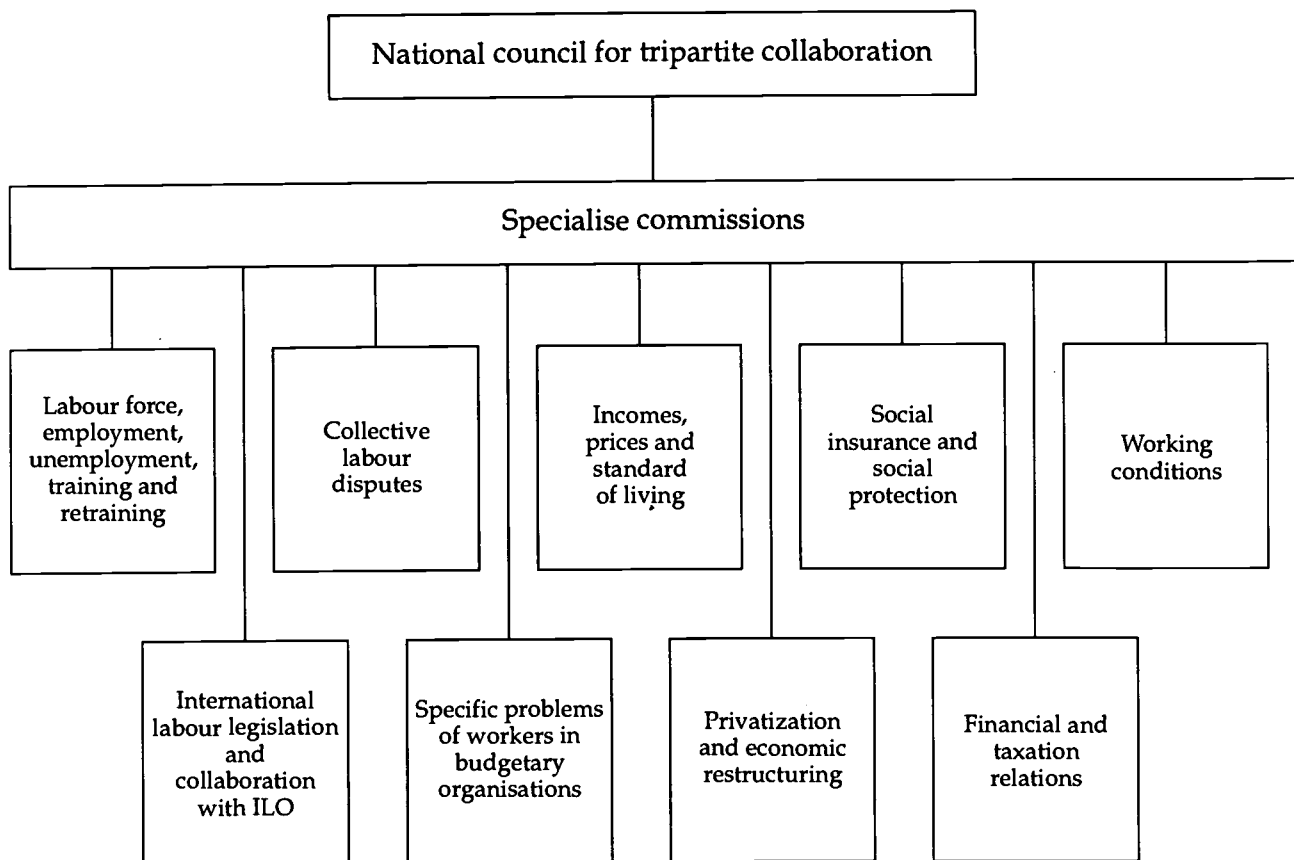 National council for tripartite collaboration
Specialise commissions
Labour force,
employment,
unemployment,
training and
retraining
Collective
labour
disputes
Incomes,
prices and
standard
of living
Social
insurance and
social
protection
Working
conditions
International
labour legislation
and
collaboration
with ILO
Specific problems
of workers in
budgetary
organisations
Privatization
and economic
restructuring
Financial and
taxation
relations